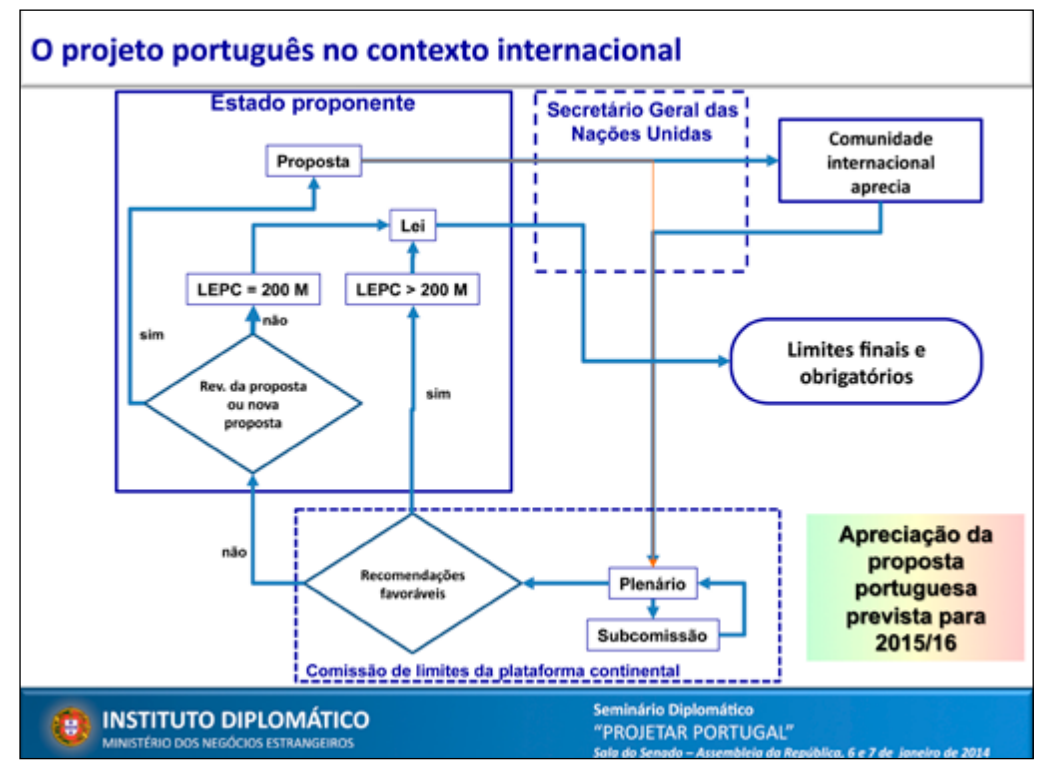 O projeto português no contexto internacional
Estado proponente
Secretário Geral das
Nações Unidas
Proposta
Comunidade
internacional
aprecia
Lei
LEPC = 200 M
LEPC > 200 M
não
sim
Limites finais e
obrigatórios
Rev. da proposta
ou nova
proposta
sim
não
Recomendações
favoráveis
Plenário
Subcomissão
Comissão de limites da plataforma continental
Apreciação da
proposta
portuguesa
prevista para
2015/16
INSTITUTO DIPLOMÁTICO
MINISTÉRIO DOS NEGÓCIOS ESTRANGEIROS
Seminário Diplomático
"PROJETAR PORTUGAL"
Sala do Senado – Assembleia da República, 6 e 7 de janeiro de 2014